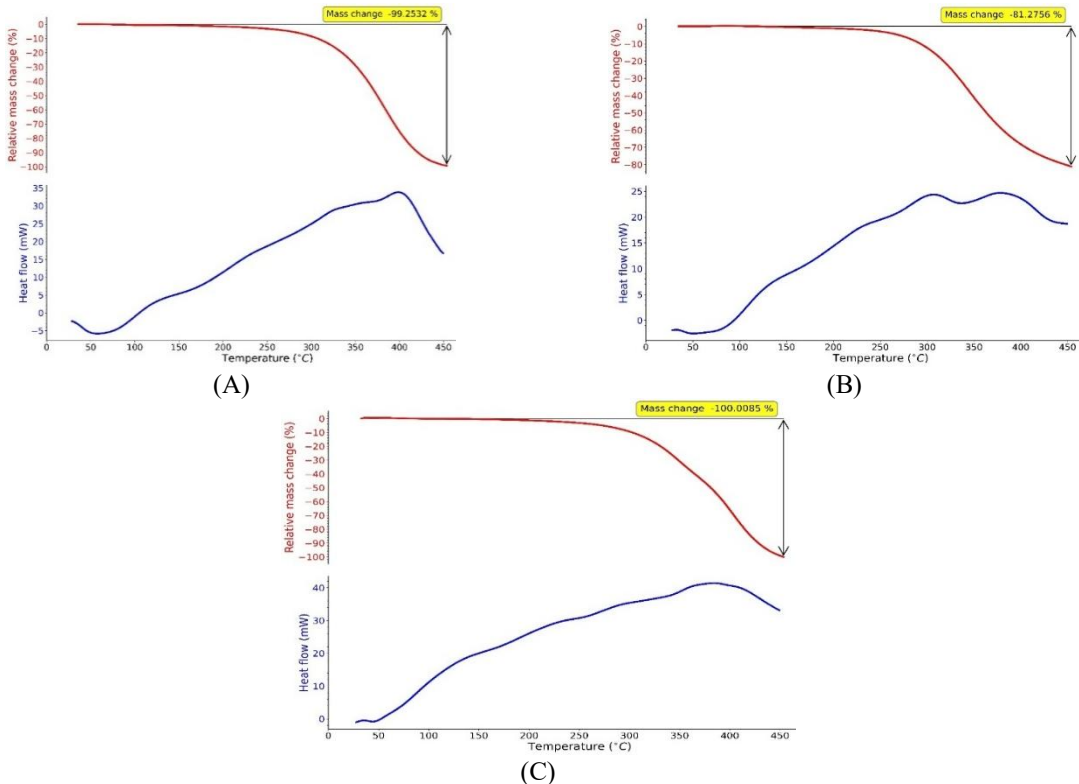 Mass change -99.2532 %
Relative mass change (%)
0
−10
−20
−30
−40
−50
−60
−70
−80
−90
−100
Heat flow (mW)
35
30
25
20
15
10
5
0
−5
0 50 100 150 200 250 300 350 400 450
Temperature (°C)
(A)
Mass change -81.2756 %
Relative mass change (%)
0
−10
−20
−30
−40
−50
−60
−70
−80
Heat flow (mW)
25
20
15
10
5
0
0 50 100 150 200 250 300 350 400 450
Temperature (°C)
(B)
Mass change -100.0085 %
Relative mass change (%)
0
−10
−20
−30
−40
−50
−60
−70
−80
−90
−100
Heat flow (mW)
40
30
20
10
0
0 50 100 150 200 250 300 350 400 450
Temperature (°C)
(C)